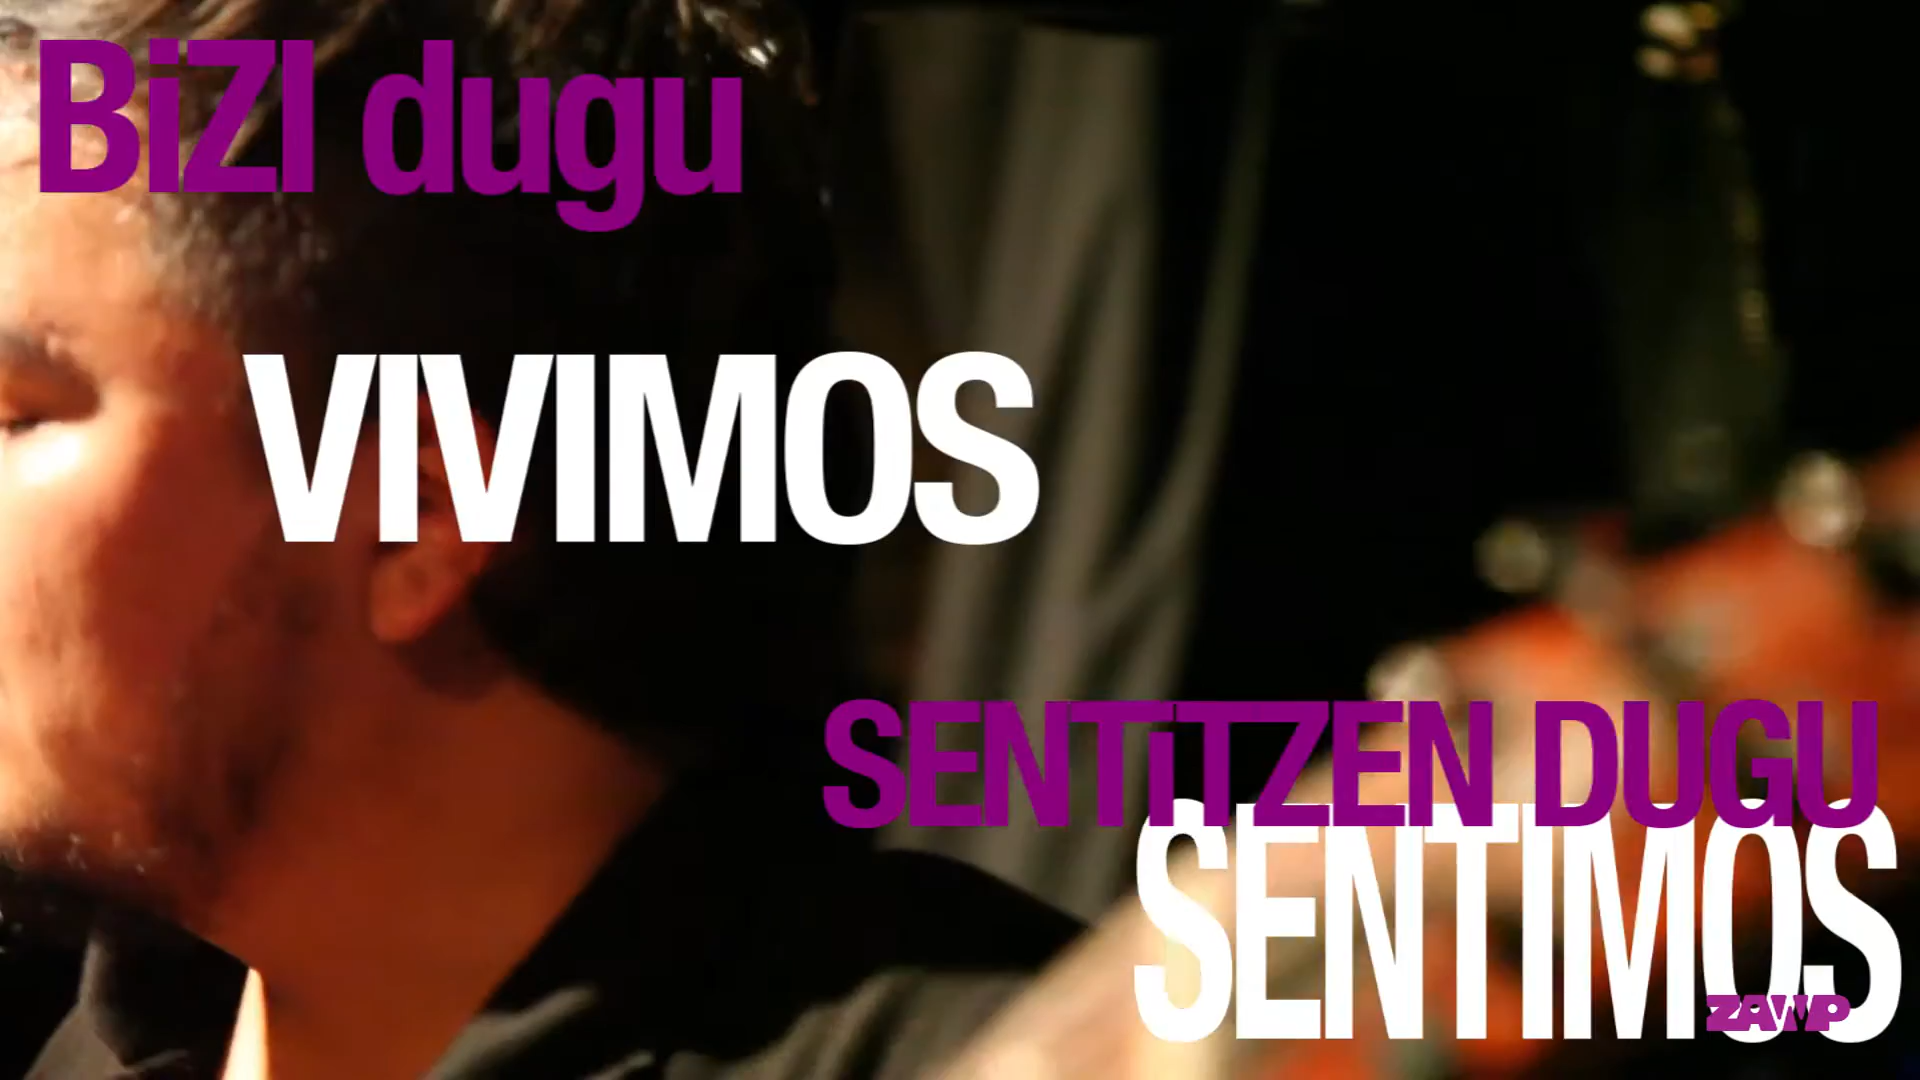 BiZI dugu
VIVIMOS
SENTiTZEN DUGU
SENTIMOS
ZAWP